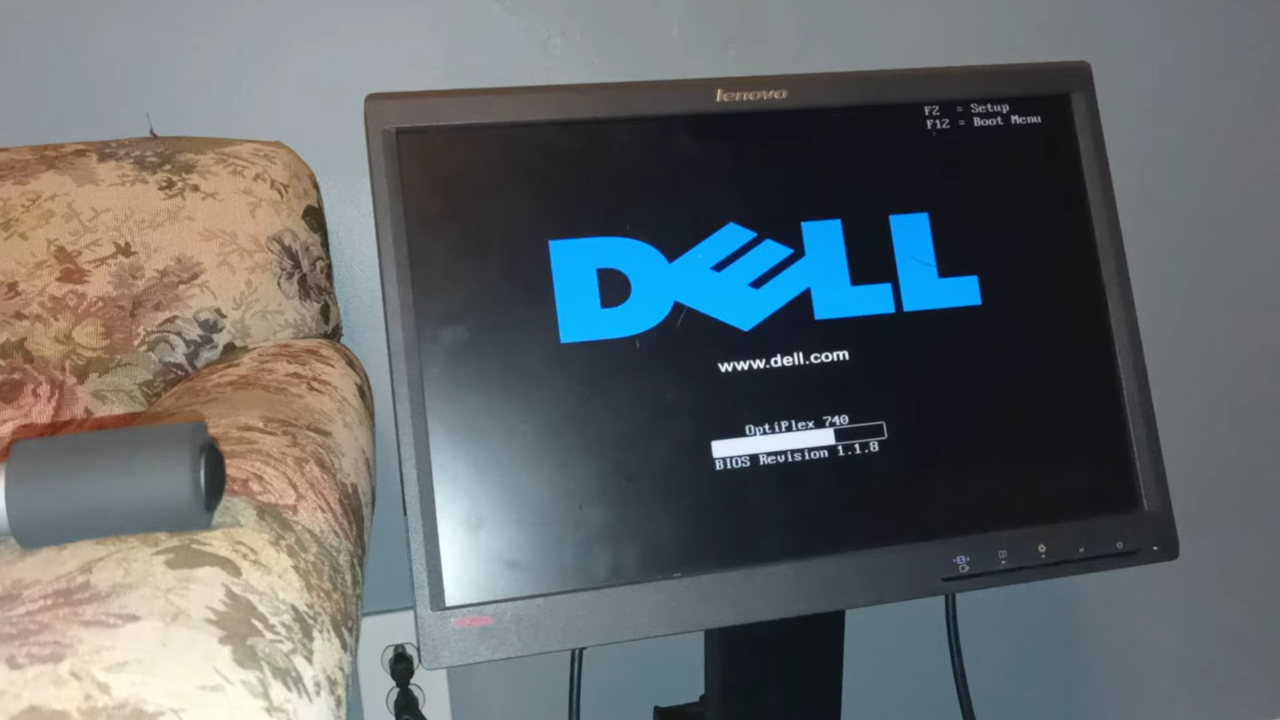 lenovo
F2 = Setup
F12 = Boot Menu
DELL
www.dell.com
OptiPlex 740
BIOS Revision 1.1.8